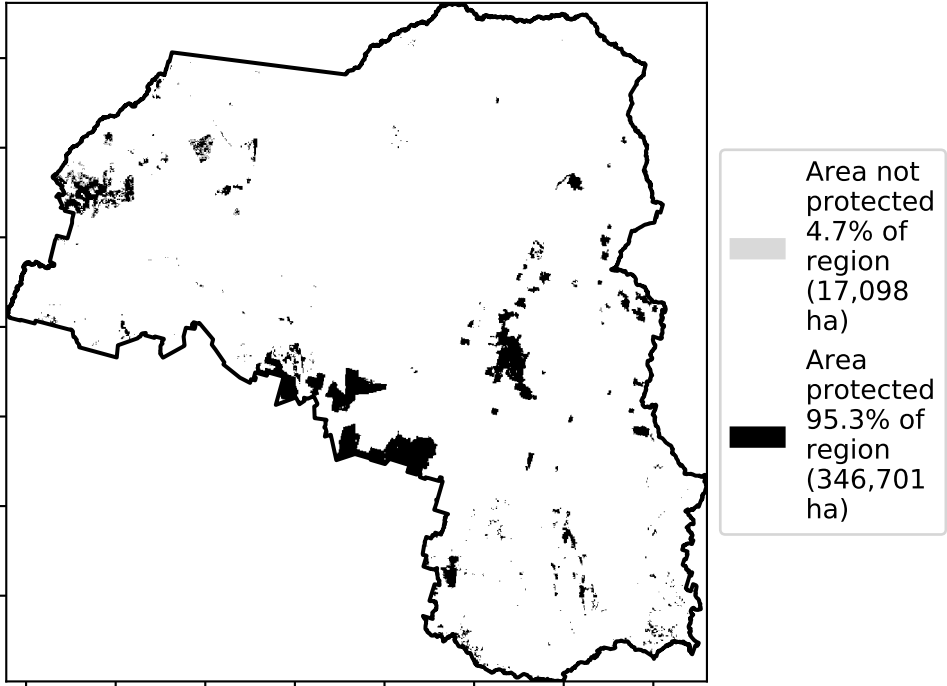 Area not
protected
4.7% of
region
(17,098
ha)
Area
protected
95.3% of
region
(346,701
ha)